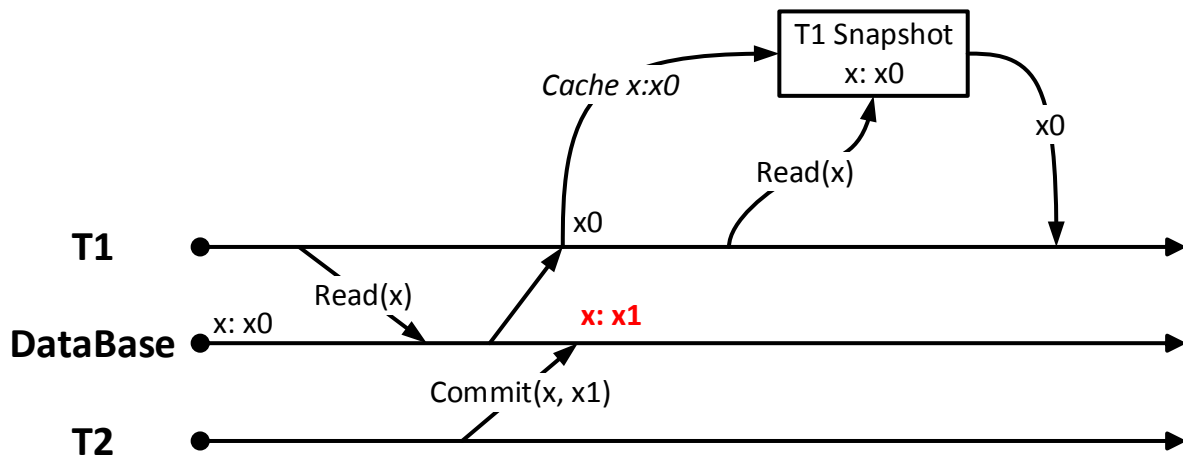 T1 Snapshot
x: x0
Cache x:x0
x0
Read(x)
x0
T1
Read(x)
x: x0
x: x1
DataBase
Commit(x, x1)
T2